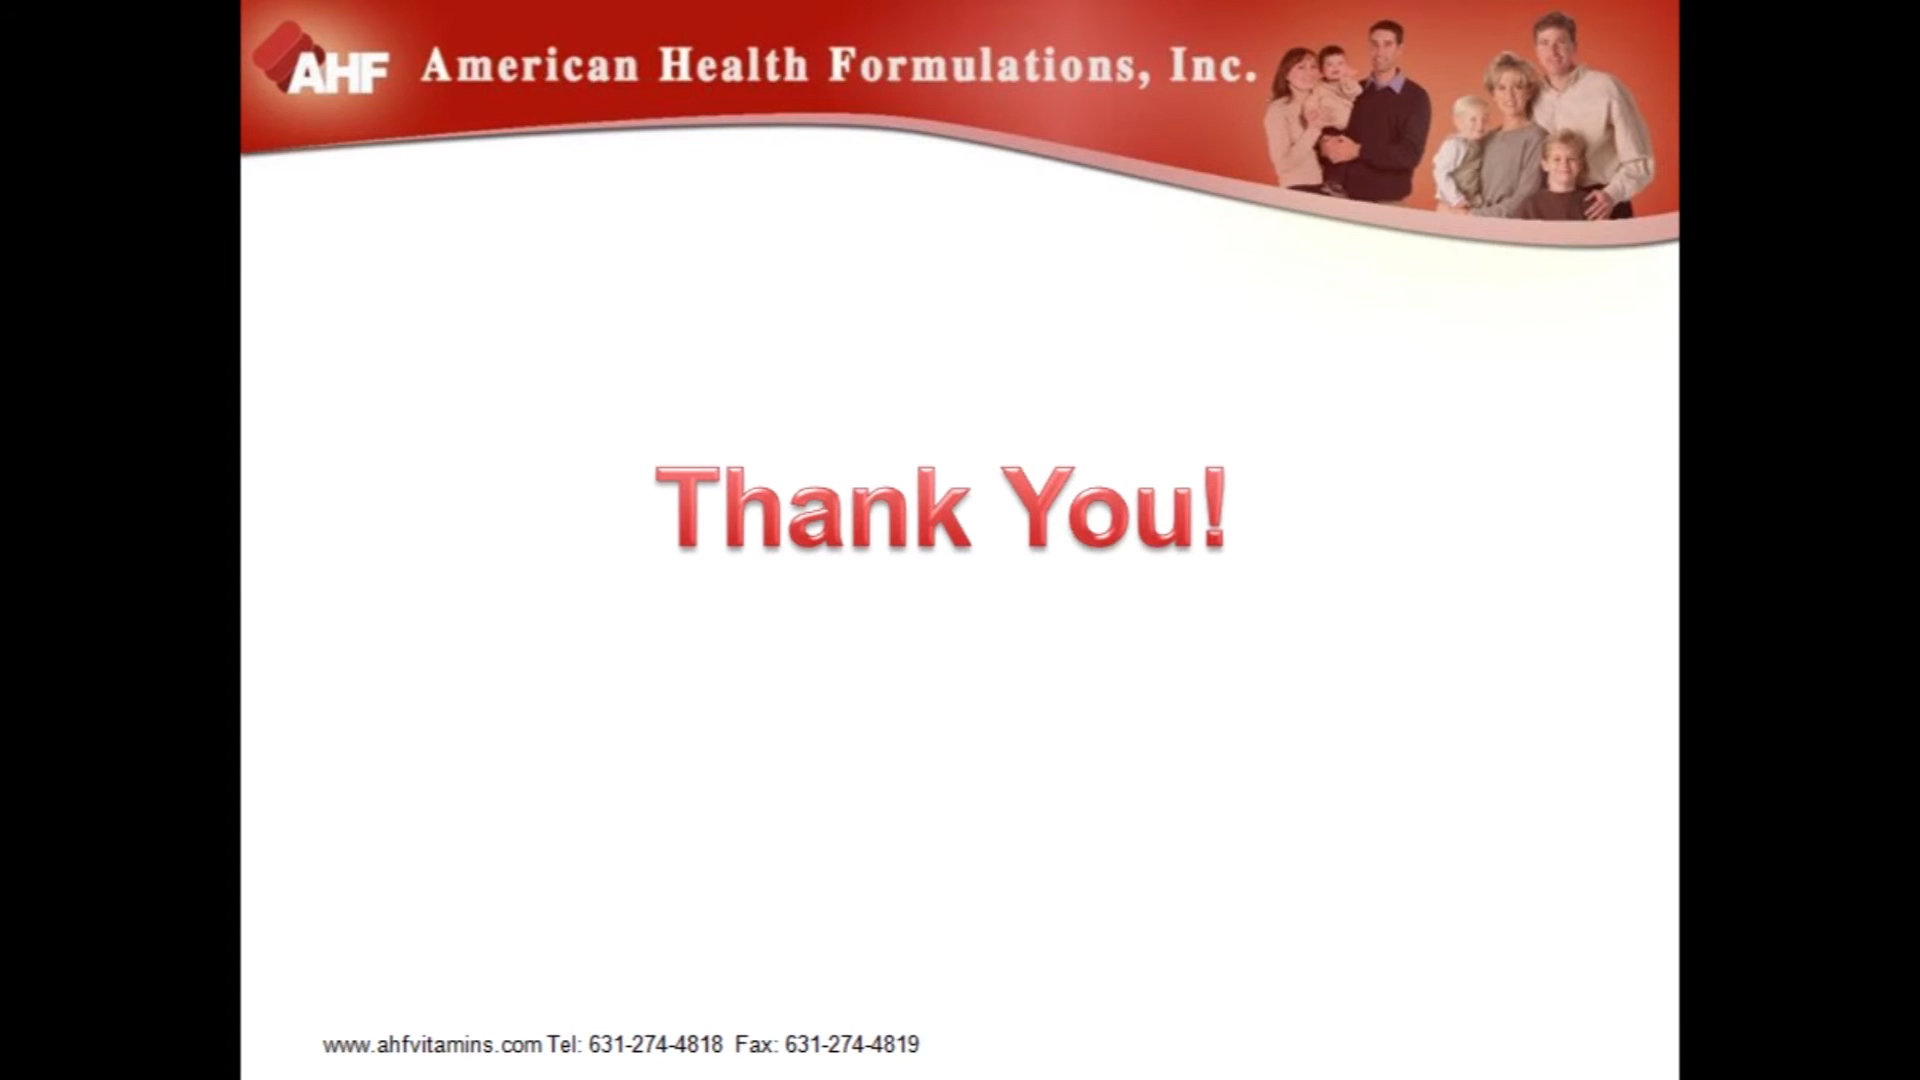 AHF
American Health Formulations, Inc.
Thank You!
www.ahfvitamins.com Tel: 631-274-4818 Fax: 631-274-4819